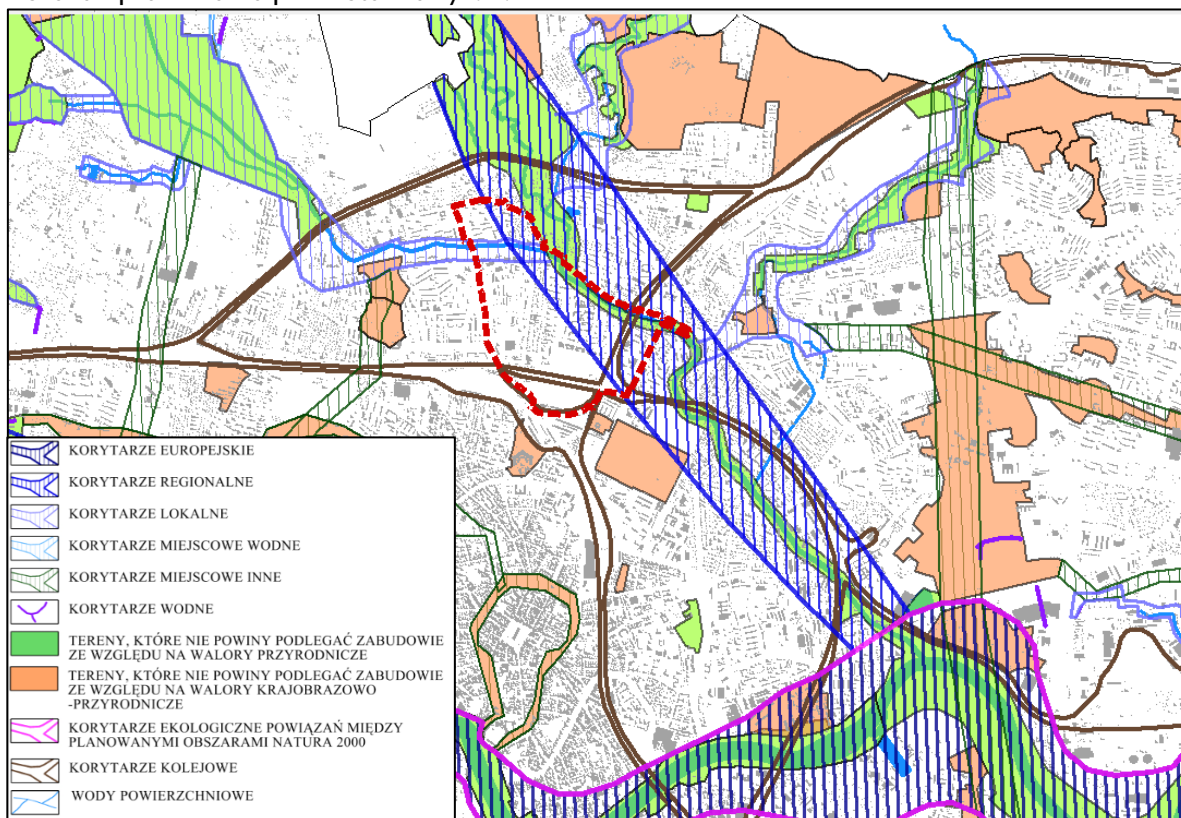 KORYTARZE EUROPEJSKIE
KORYTARZE REGIONALNE
KORYTARZE LOKALNE
KORYTARZE MIEJSCOWE WODNE
KORYTARZE MIEJSCOWE INNE
KORYTARZE WODNE
TERENY, KTÓRE NIE POWINY PODLEGAĆ ZABUDOWIE
ZE WZGLĘDU NA WALORY PRZYRODNICZE
TERENY, KTÓRE NIE POWINY PODLEGAĆ ZABUDOWIE
ZE WZGLĘDU NA WALORY KRAJOBRAZOWO
-PRZYRODNICZE
KORYTARZE EKOLOGICZNE POWIĄZAŃ MIĘDZY
PLANOWANYMI OBSZARAMI NATURA 2000
KORYTARZE KOLEJOWE
WODY POWIERZCHNIOWE